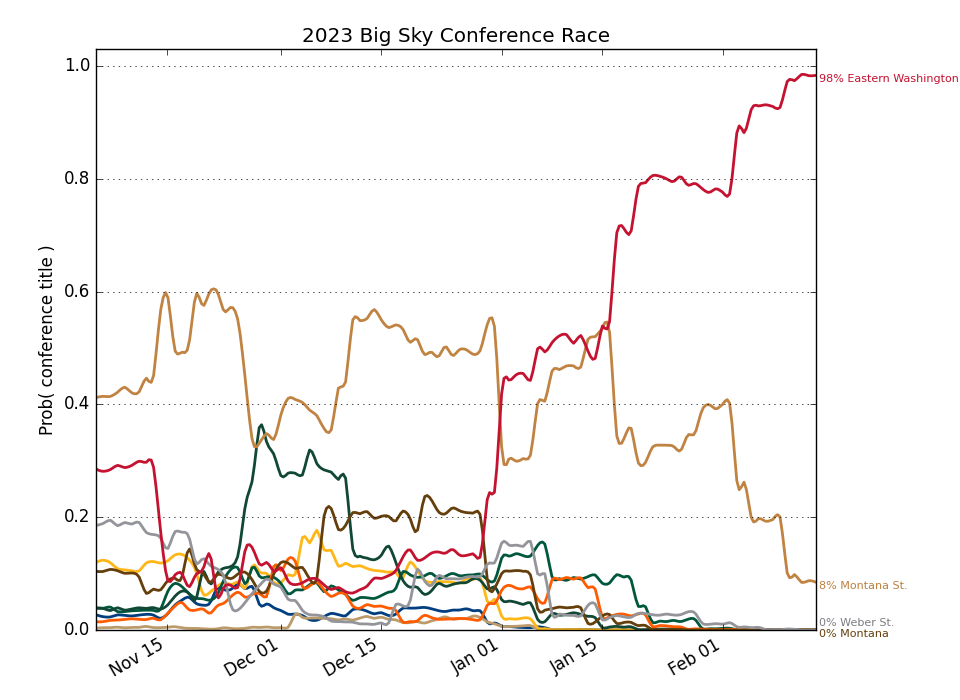 2023 Big Sky Conference Race
Prob( conference title )
1.0
0.8
0.6
0.4
0.2
0.0
Nov 15
Dec 01
Dec 15
Jan 01
Jan 15
Feb 01
98% Eastern Washington
8% Montana St.
0% Weber St.
0% Montana